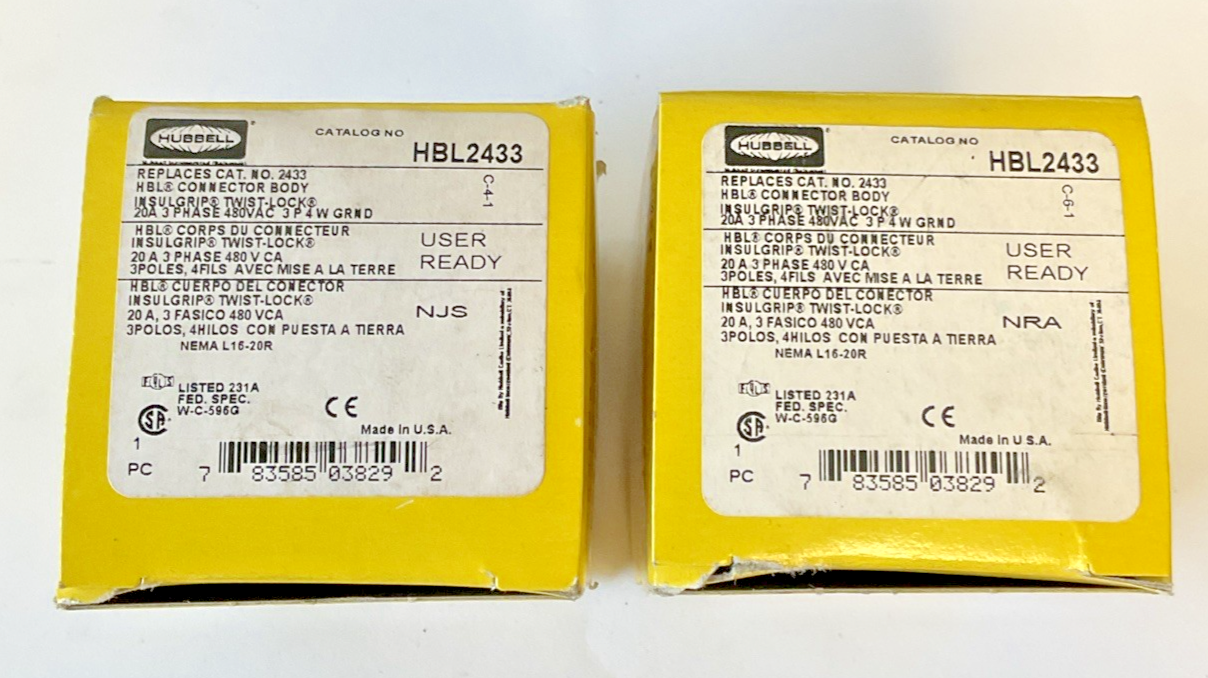 HUBBELL
CATALOG NO
HBL2433
REPLACES CAT. NO. 2433
HBL® CONNECTOR BODY
INSULGRIP® TWIST-LOCK®
20A 3 PHASE 480VAC 3 P 4 W GRND
C-4-1
HBL® CORPS DU CONNECTEUR
INSULGRIP® TWIST-LOCK®
20 A 3 PHASE 480 V CA
3POLES, 4FILS AVEC MISE A LA TERRE
USER
READY
HBL® CUERPO DEL CONECTOR
INSULGRIP® TWIST-LOCK®
20 A, 3 FASICO 480 VCA
3POLOS, 4HILOS CON PUESTA A TIERRA
NJS
NEMA L16-20R
LISTED 231A
FED. SPEC.
W-C-596G
SA
CE
Made in U.S.A.
1
PC
7 83585 03829 2
HUBBELL
CATALOG NO
HBL2433
REPLACES CAT. NO. 2433
HBL® CONNECTOR BODY
INSULGRIP® TWIST-LOCK®
20A 3 PHASE 480VAC 3 P 4 W GRND
C-6-1
HBL® CORPS DU CONNECTEUR
INSULGRIP® TWIST-LOCK®
20 A 3 PHASE 480 V CA
3POLES, 4FILS AVEC MISE A LA TERRE
USER
READY
HBL® CUERPO DEL CONECTOR
INSULGRIP® TWIST-LOCK®
20 A, 3 FASICO 480 VCA
3POLOS, 4HILOS CON PUESTA A TIERRA
NRA
NEMA L16-20R
LISTED 231A
FED. SPEC.
W-C-596G
SA
CE
Made in U.S.A.
1
PC
7 83585 03829 2